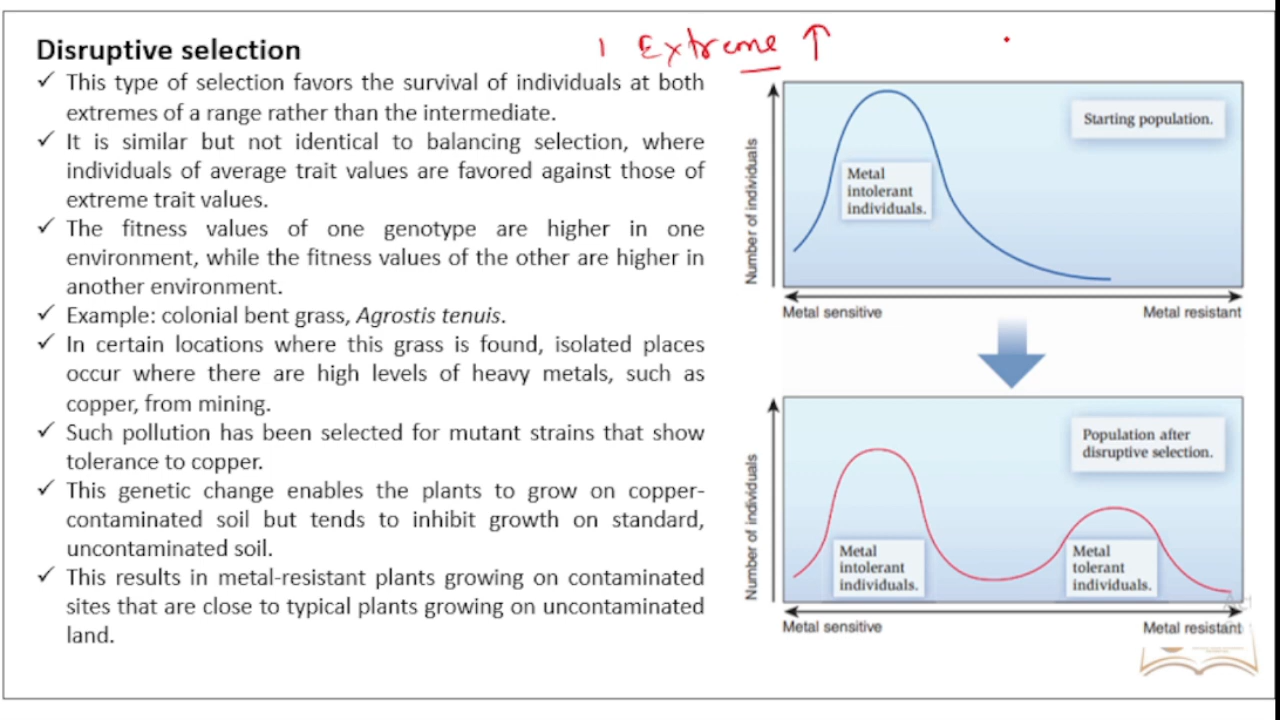 Disruptive selection
1 Extreme ↑
✓ This type of selection favors the survival of individuals at both
extremes of a range rather than the intermediate.
✓ It is similar but not identical to balancing selection, where
individuals of average trait values are favored against those of
extreme trait values.
✓ The fitness values of one genotype are higher in one
environment, while the fitness values of the other are higher in
another environment.
✓ Example: colonial bent grass, Agrostis tenuis.
✓ In certain locations where this grass is found, isolated places
occur where there are high levels of heavy metals, such as
copper, from mining.
✓ Such pollution has been selected for mutant strains that show
tolerance to copper.
✓ This genetic change enables the plants to grow on copper-
contaminated soil but tends to inhibit growth on standard,
uncontaminated soil.
✓ This results in metal-resistant plants growing on contaminated
sites that are close to typical plants growing on uncontaminated
land.
Number of individuals
Starting population.
Metal
intolerant
individuals.
Metal sensitive
Metal resistant
Number of individuals
Population after
disruptive selection.
Metal
intolerant
individuals.
Metal
tolerant
individuals.
Metal sensitive
Metal resistant